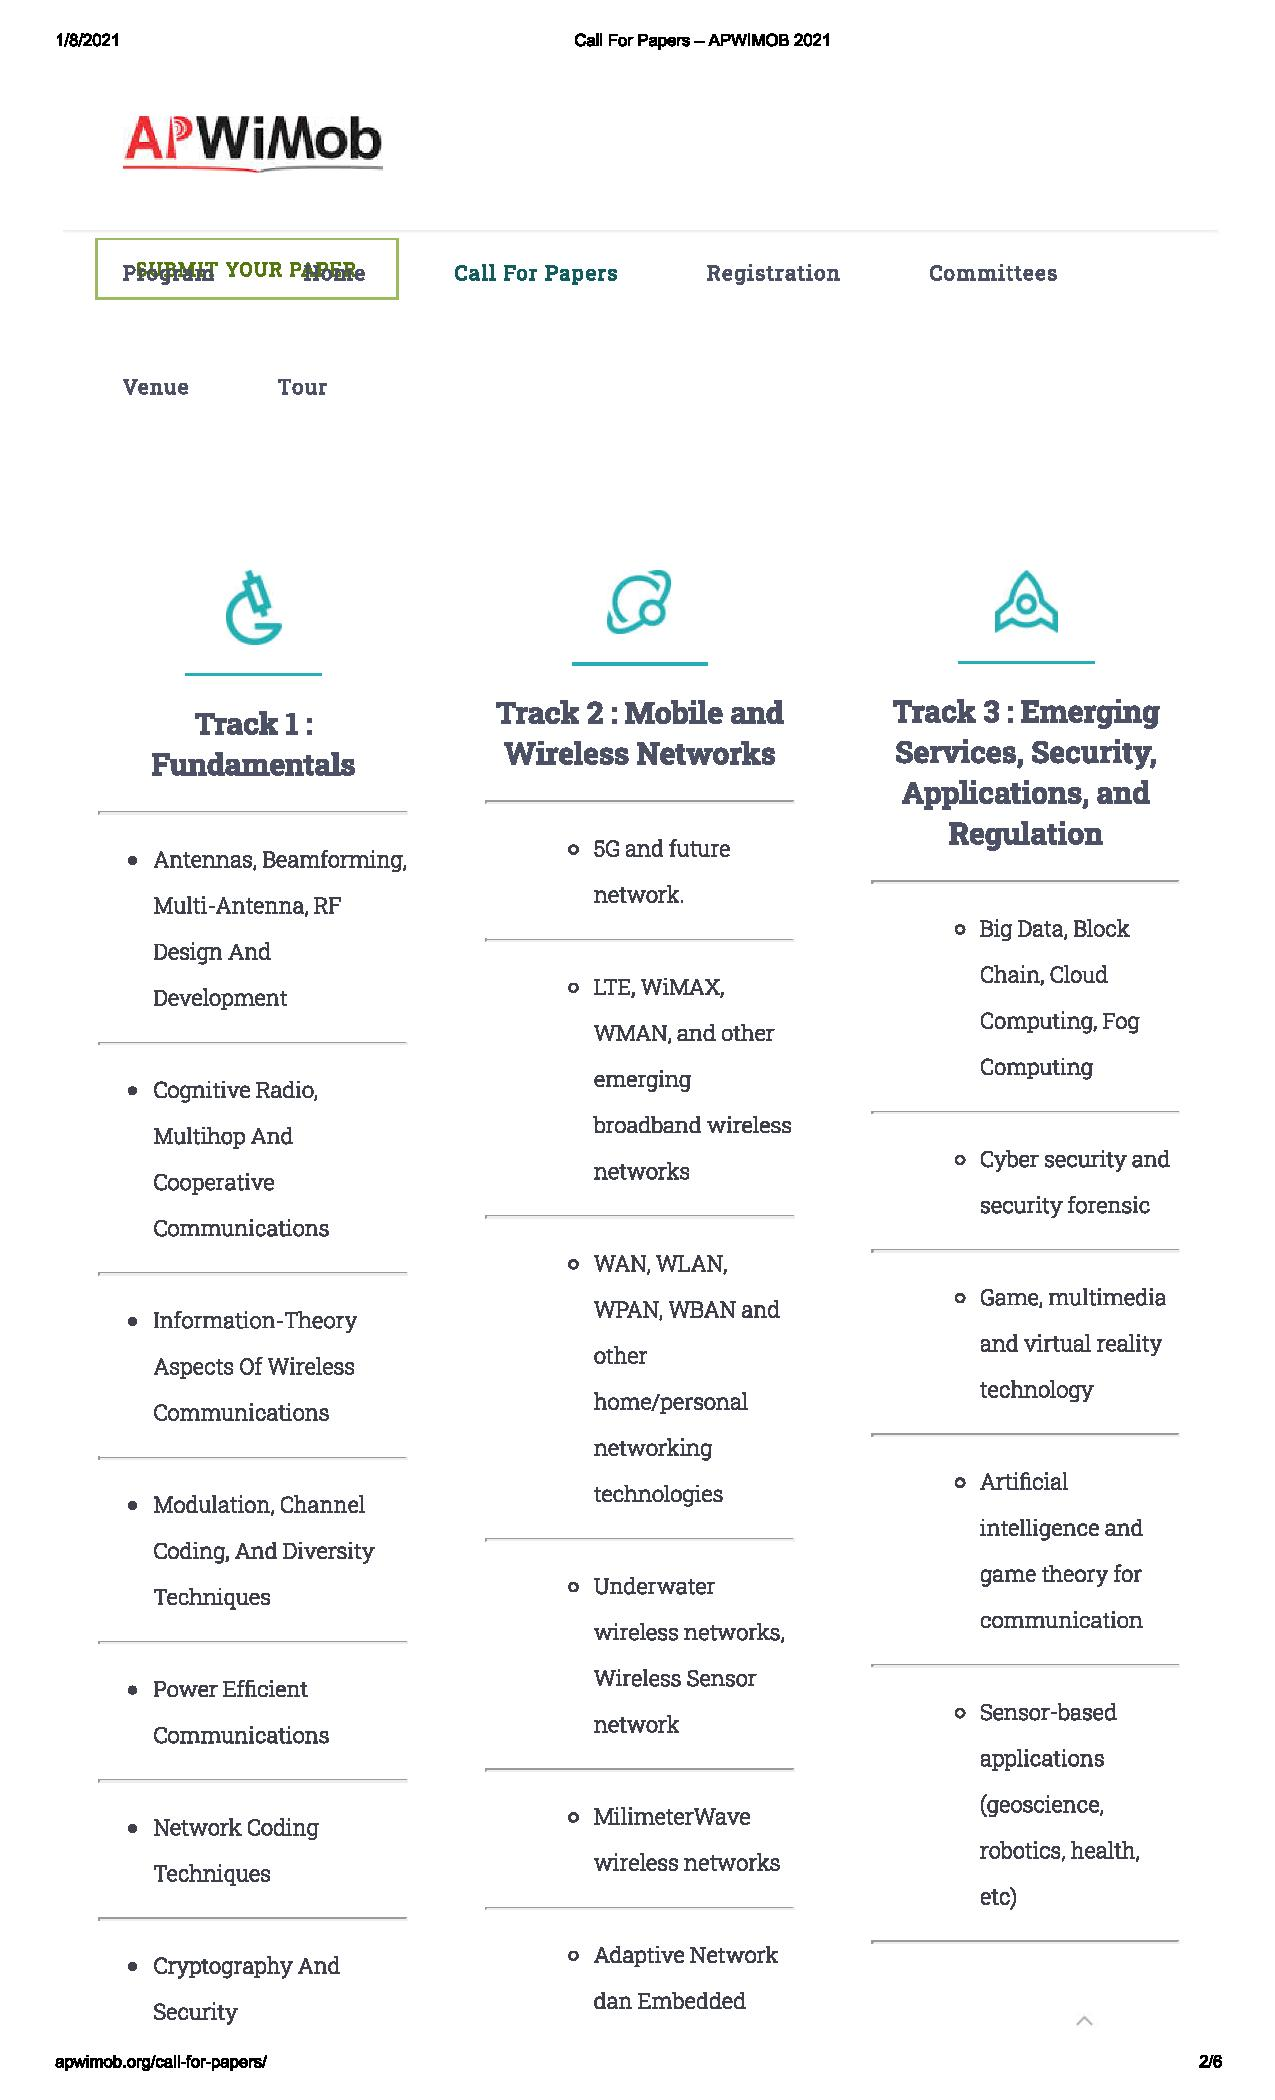 1/8/2021
Call For Papers – APWIMOB 2021
APWiMob
SUBMIT YOUR PAPER
Program
Home
Call For Papers
Registration
Committees
Venue
Tour
Track 1 :
Fundamentals
Antennas, Beamforming,
Multi-Antenna, RF
Design And
Development
Cognitive Radio,
Multihop And
Cooperative
Communications
Information-Theory
Aspects Of Wireless
Communications
Modulation, Channel
Coding, And Diversity
Techniques
Power Efficient
Communications
Network Coding
Techniques
Cryptography And
Security
Track 2 : Mobile and
Wireless Networks
5G and future
network.
LTE, WiMAX,
WMAN, and other
emerging
broadband wireless
networks
WAN, WLAN,
WPAN, WBAN and
other
home/personal
networking
technologies
Underwater
wireless networks,
Wireless Sensor
network
MilimeterWave
wireless networks
Adaptive Network
dan Embedded
Track 3 : Emerging
Services, Security,
Applications, and
Regulation
Big Data, Block
Chain, Cloud
Computing, Fog
Computing
Cyber security and
security forensic
Game, multimedia
and virtual reality
technology
Artificial
intelligence and
game theory for
communication
Sensor-based
applications
(geoscience,
robotics, health,
etc)
apwimob.org/call-for-papers/
2/6